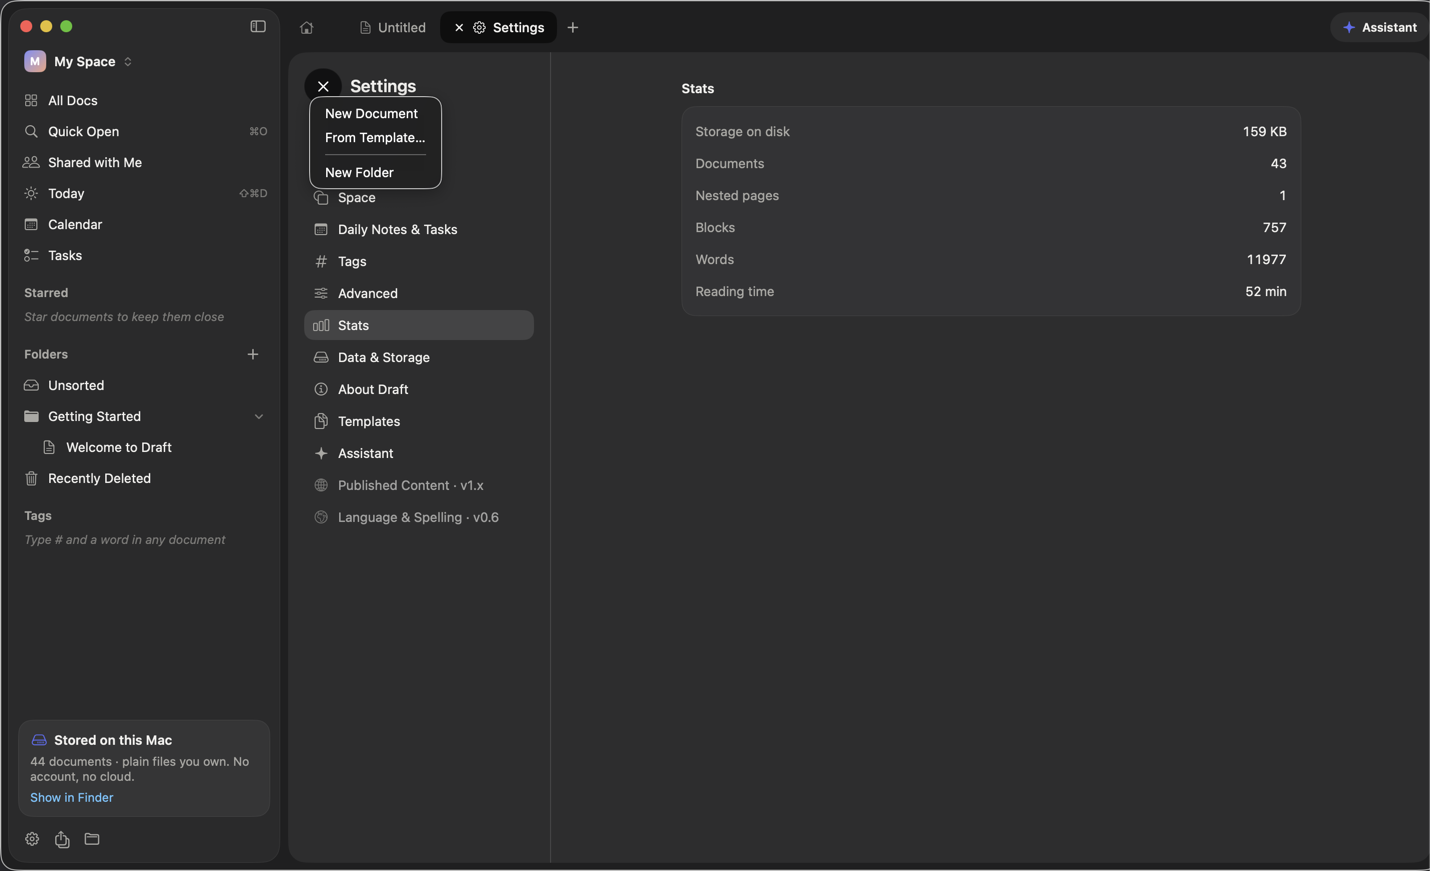 M My Space
All Docs
Quick Open ⌘O
Shared with Me
Today ⇧⌘D
Calendar
Tasks
Starred
Star documents to keep them close
Folders
Unsorted
Getting Started
Welcome to Draft
Recently Deleted
Tags
Type # and a word in any document
Stored on this Mac
44 documents · plain files you own. No
account, no cloud.
Show in Finder
Untitled
Settings
Assistant
Settings
New Document
From Template...
New Folder
Space
Daily Notes & Tasks
Tags
Advanced
Stats
Data & Storage
About Draft
Templates
Assistant
Published Content · v1.x
Language & Spelling · v0.6
Stats
Storage on disk 159 KB
Documents 43
Nested pages 1
Blocks 757
Words 11977
Reading time 52 min